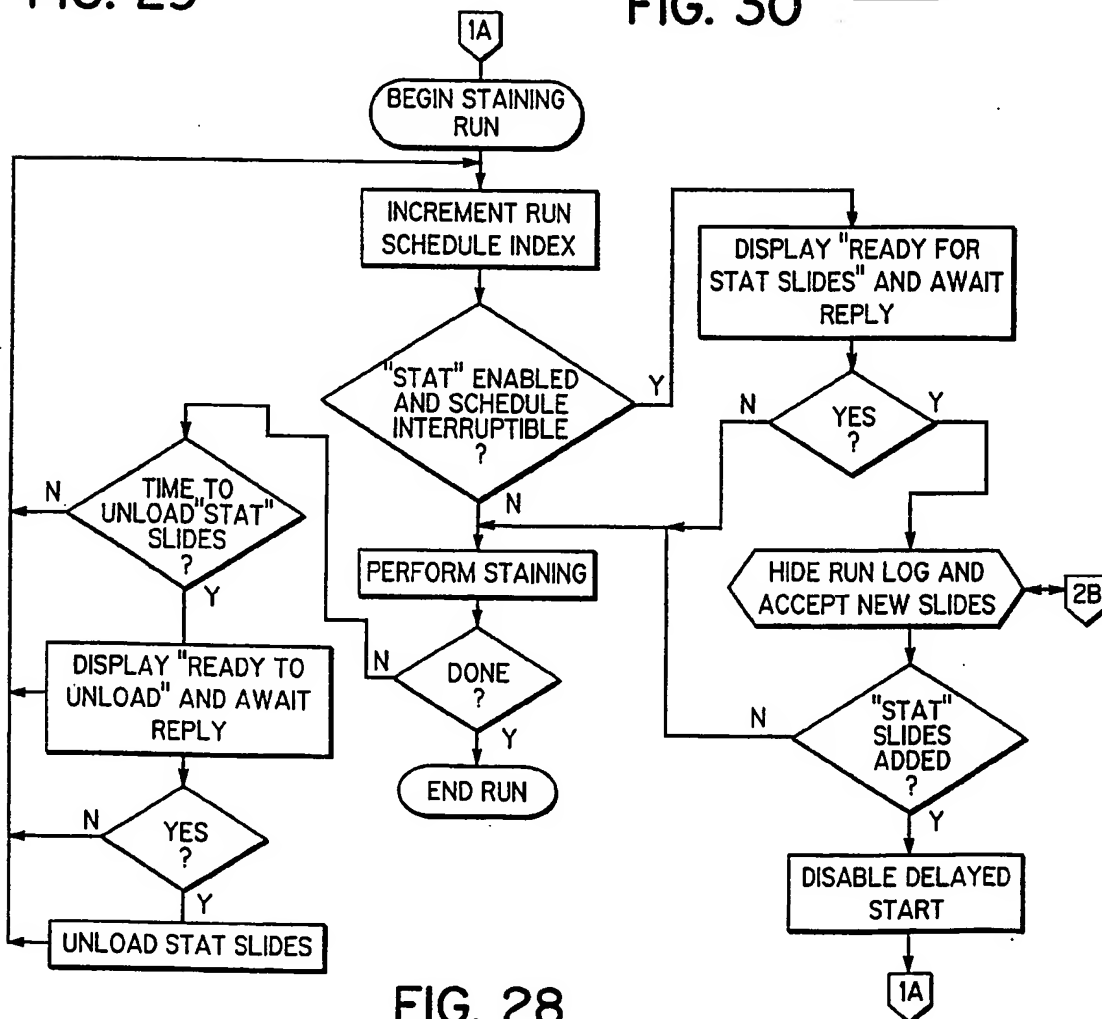 FIG. 29
FIG. 30
1A
BEGIN STAINING
RUN
INCREMENT RUN
SCHEDULE INDEX
"STAT" ENABLED
AND SCHEDULE
INTERRUPTIBLE
?
Y
N
DISPLAY "READY FOR
STAT SLIDES" AND AWAIT
REPLY
N
YES
?
Y
HIDE RUN LOG AND
ACCEPT NEW SLIDES
2B
"STAT"
SLIDES
ADDED
?
N
Y
DISABLE DELAYED
START
1A
PERFORM STAINING
N
DONE
?
Y
END RUN
N
TIME TO
UNLOAD "STAT"
SLIDES
?
Y
DISPLAY "READY TO
UNLOAD" AND AWAIT
REPLY
N
YES
?
Y
UNLOAD STAT SLIDES
FIG. 28